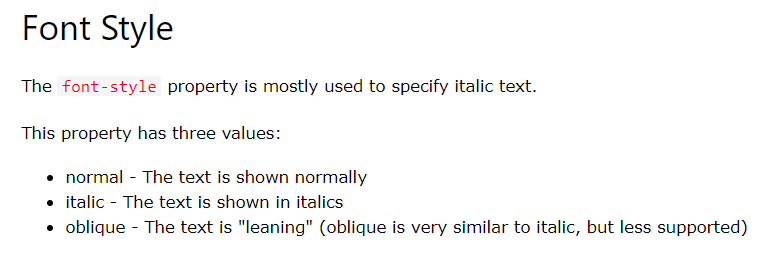 Font Style
The font-style property is mostly used to specify italic text.
This property has three values:
• normal - The text is shown normally
• italic - The text is shown in italics
• oblique - The text is "leaning" (oblique is very similar to italic, but less supported)